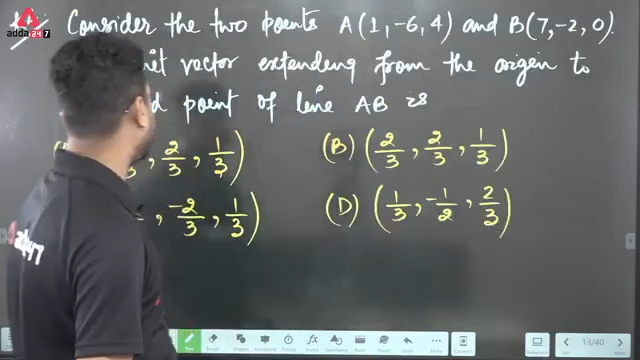 adda 247
Consider the two points A(1,-6,4) and B(7,-2,0).
vector extending from the origin to
point of line AB is
, 2/3, 1/3) (B) (2/3, 2/3, 1/3)
, -2/3, 1/3) (D) (1/3, -1/2, 2/3)
13/40